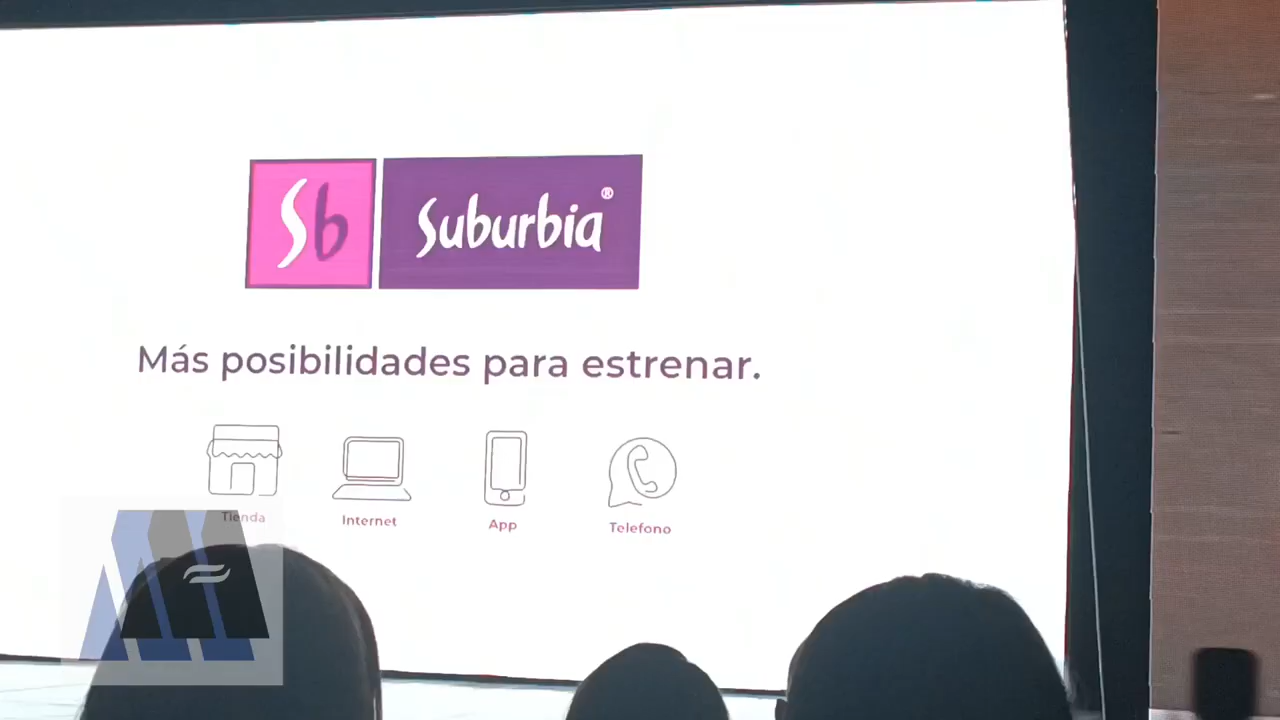 Sb Suburbia®
Más posibilidades para estrenar.
Tienda Internet App Telefono